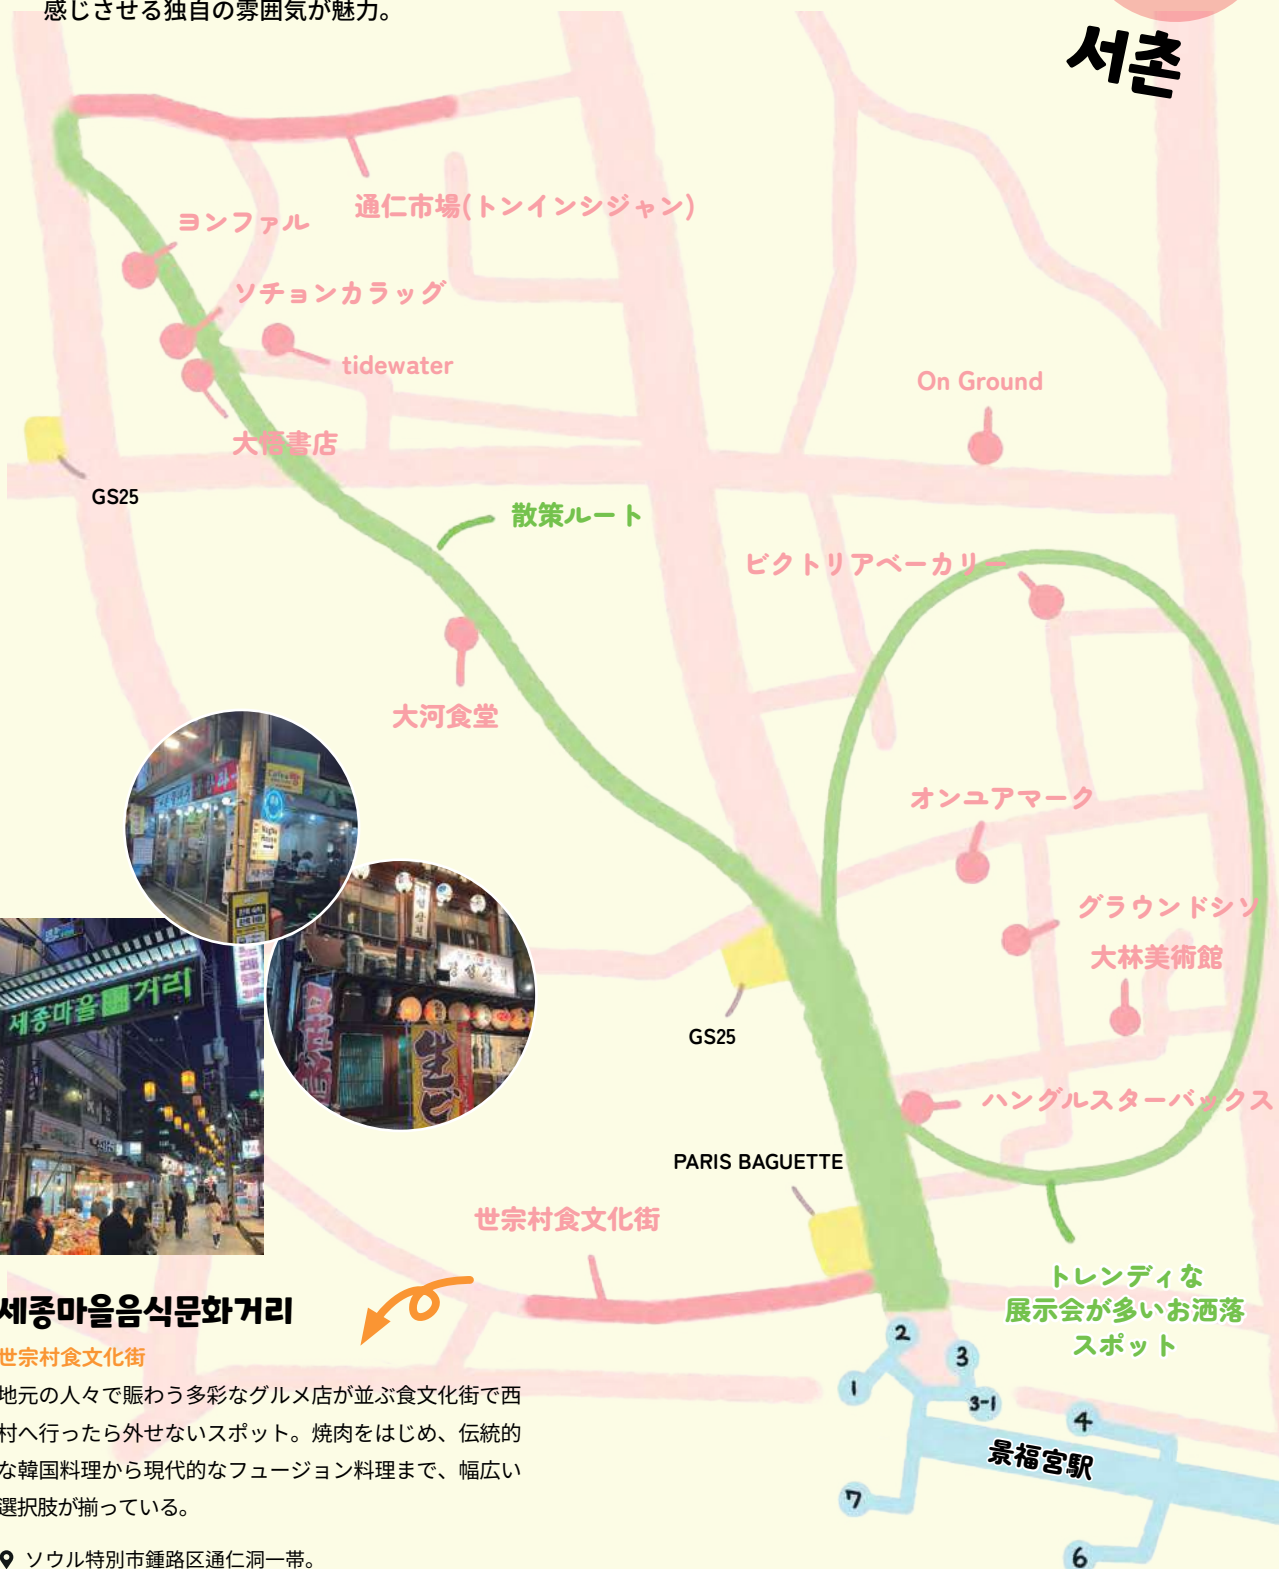 感じさせる独自の雰囲気が魅力。
서촌
通仁市場(トンインシジャン)
ヨンファル
ソチョンカラッグ
tidewater
On Ground
大悟書店
GS25
散策ルート
ビクトリアベーカリー
大河食堂
オンユアマーク
グラウンドシソ
大林美術館
GS25
ハングルスターバックス
PARIS BAGUETTE
世宗村食文化街
세종마을 거리
生ビ
トレンディな
展示会が多いお洒落
スポット
세종마을음식문화거리
世宗村食文化街
地元の人々で賑わう多彩なグルメ店が並ぶ食文化街で西
村へ行ったら外せないスポット。焼肉をはじめ、伝統的
な韓国料理から現代的なフュージョン料理まで、幅広い
選択肢が揃っている。
ソウル特別市鍾路区通仁洞一帯。
2
3
1
3-1
4
景福宮駅
7
6